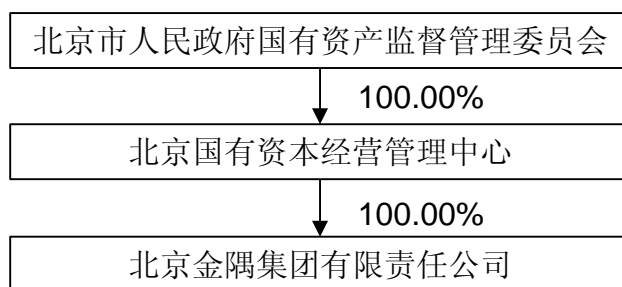 北京市人民政府国有资产监督管理委员会
100.00%
北京国有资本经营管理中心
100.00%
北京金隅集团有限责任公司